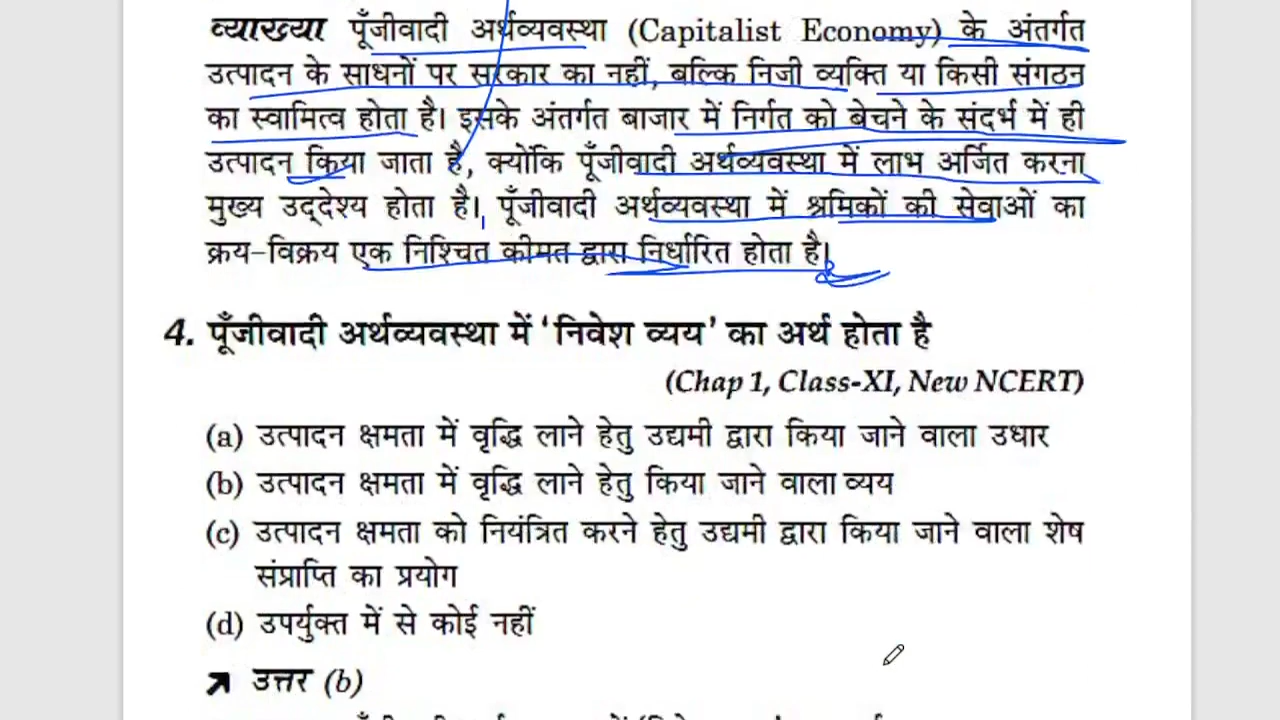 व्याख्या पूँजीवादी अर्थव्यवस्था (Capitalist Economy) के अंतर्गत
उत्पादन के साधनों पर सरकार का नहीं, बल्कि निजी व्यक्ति या किसी संगठन
का स्वामित्व होता है। इसके अंतर्गत बाजार में निर्गत को बेचने के संदर्भ में ही
उत्पादन किया जाता है, क्योंकि पूँजीवादी अर्थव्यवस्था में लाभ अर्जित करना
मुख्य उद्देश्य होता है। पूँजीवादी अर्थव्यवस्था में श्रमिकों की सेवाओं का
क्रय-विक्रय एक निश्चित कीमत द्वारा निर्धारित होता है।
4. पूँजीवादी अर्थव्यवस्था में 'निवेश व्यय' का अर्थ होता है
(Chap 1, Class-XI, New NCERT)
(a) उत्पादन क्षमता में वृद्धि लाने हेतु उद्यमी द्वारा किया जाने वाला उधार
(b) उत्पादन क्षमता में वृद्धि लाने हेतु किया जाने वाला व्यय
(c) उत्पादन क्षमता को नियंत्रित करने हेतु उद्यमी द्वारा किया जाने वाला शेष
संप्राप्ति का प्रयोग
(d) उपर्युक्त में से कोई नहीं
उत्तर (b)